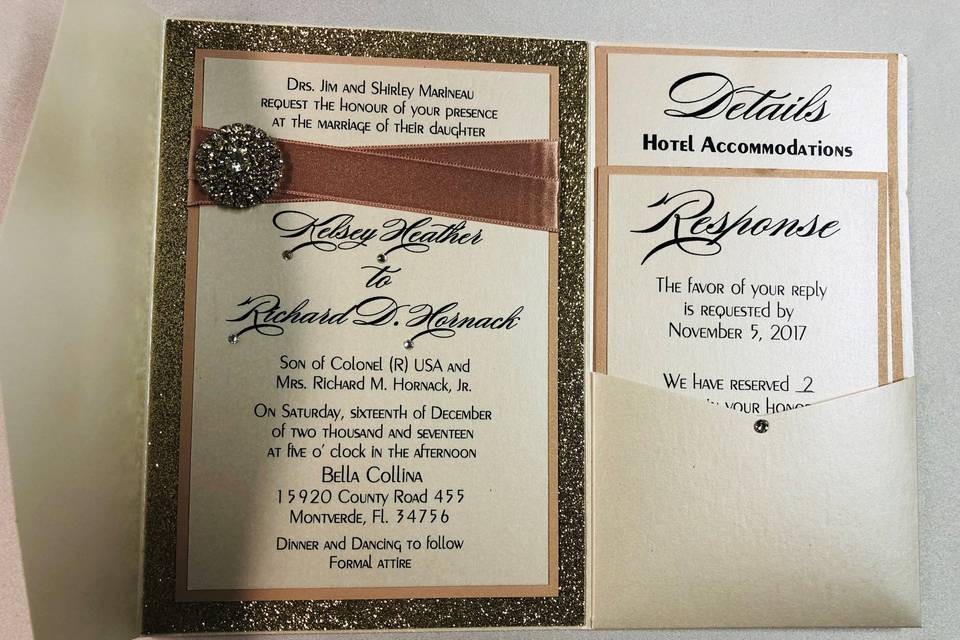 Drs. Jim and Shirley Marineau
request the honour of your presence
at the marriage of their daughter
Kelsey Heather
to
Richard D. Hornack
Son of Colonel (R) USA and
Mrs. Richard M. Hornack, Jr.
On Saturday, sixteenth of December
of two thousand and seventeen
at five o' clock in the afternoon
Bella Collina
15920 County Road 455
Montverde, Fl. 34756
Dinner and Dancing to follow
Formal attire
Details
Hotel Accommodations
Response
The favor of your reply
is requested by
November 5, 2017
We have reserved 2
your honor